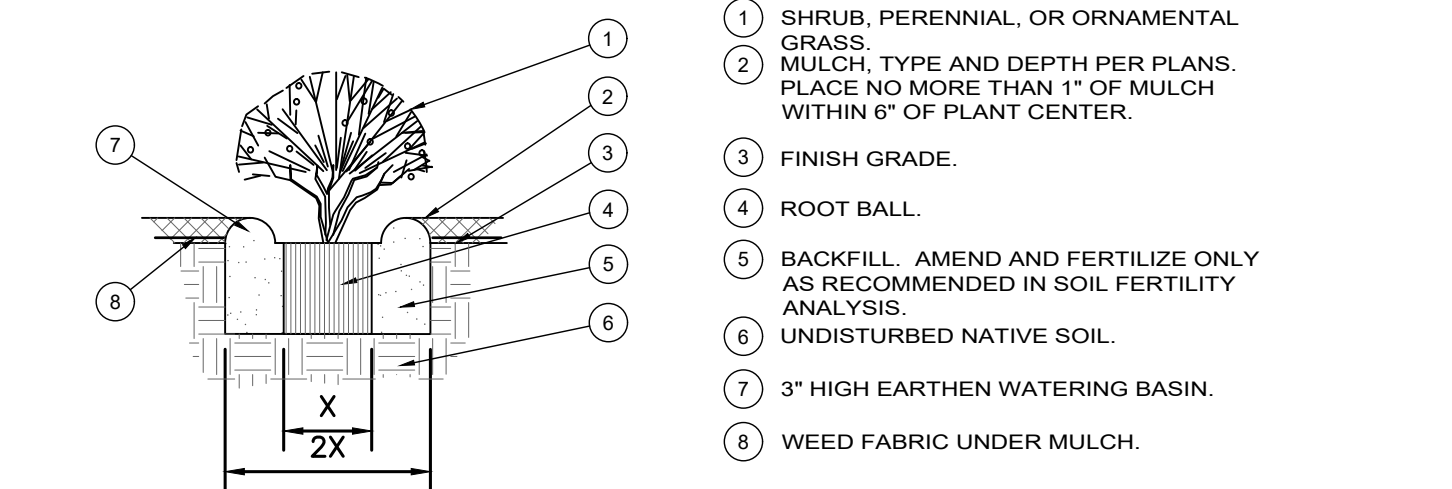 1 SHRUB, PERENNIAL, OR ORNAMENTAL
GRASS.
2 MULCH, TYPE AND DEPTH PER PLANS.
PLACE NO MORE THAN 1" OF MULCH
WITHIN 6" OF PLANT CENTER.
3 FINISH GRADE.
4 ROOT BALL.
5 BACKFILL. AMEND AND FERTILIZE ONLY
AS RECOMMENDED IN SOIL FERTILITY
ANALYSIS.
6 UNDISTURBED NATIVE SOIL.
7 3" HIGH EARTHEN WATERING BASIN.
8 WEED FABRIC UNDER MULCH.
1
2
3
4
5
6
7
8
X
2X